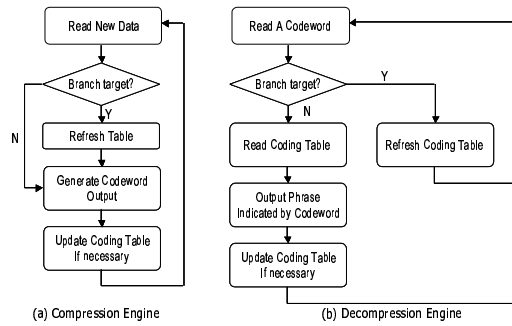 Read New Data
Branch target?
Y
N
Refresh Table
Generate Codeword
Output
Update Coding Table
If necessary
(a) Compression Engine
Read A Codeword
Branch target?
Y
N
Read Coding Table
Refresh Coding Table
Output Phrase
Indicated by Codeword
Update Coding Table
If necessary
(b) Decompression Engine